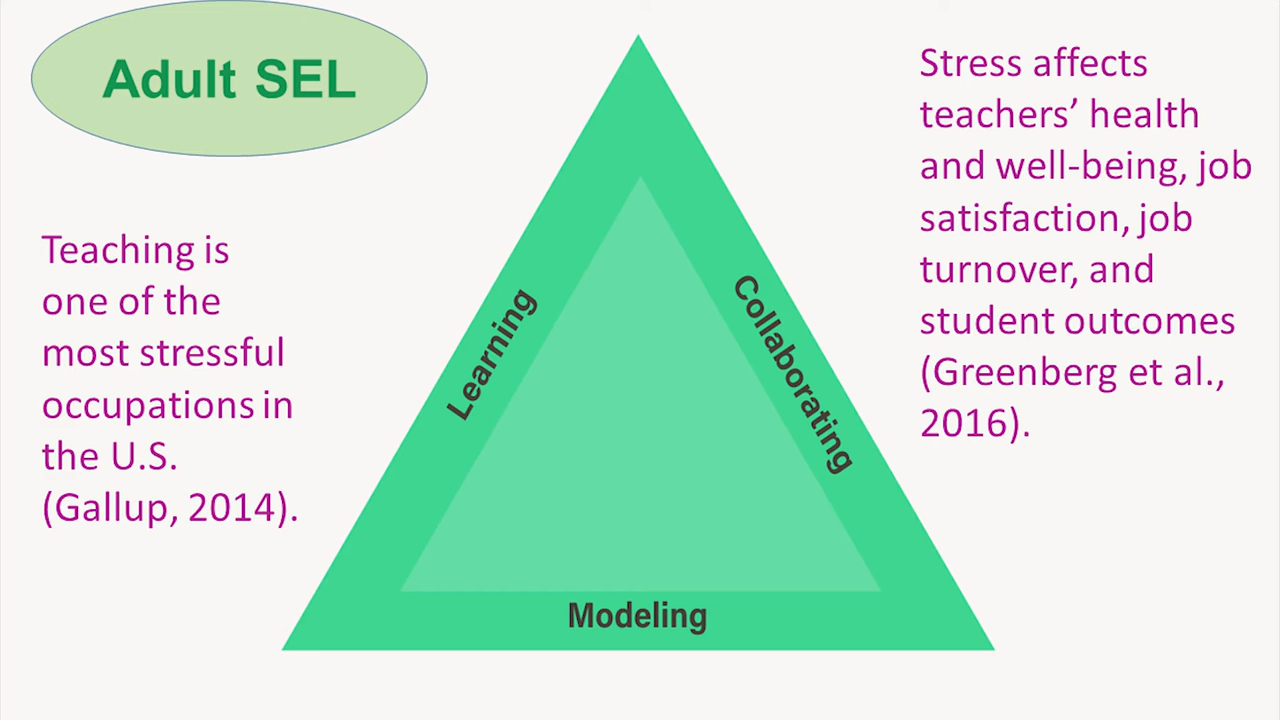 Adult SEL
Teaching is
one of the
most stressful
occupations in
the U.S.
(Gallup, 2014).
Learning
Collaborating
Modeling
Stress affects
teachers’ health
and well-being, job
satisfaction, job
turnover, and
student outcomes
(Greenberg et al.,
2016).